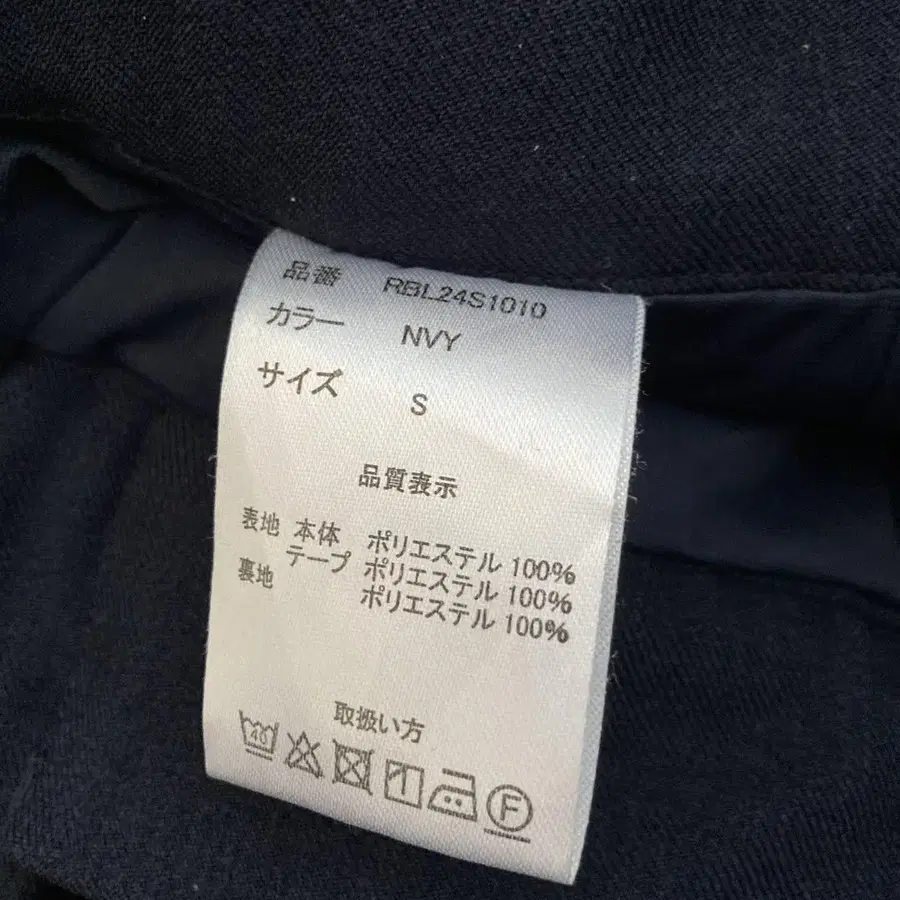 品番 RBL24S1010
カラー NVY
サイズ S
品質表示
表地 本体 ポリエステル 100%
テープ ポリエステル 100%
裏地 ポリエステル 100%
取扱い方
40
F